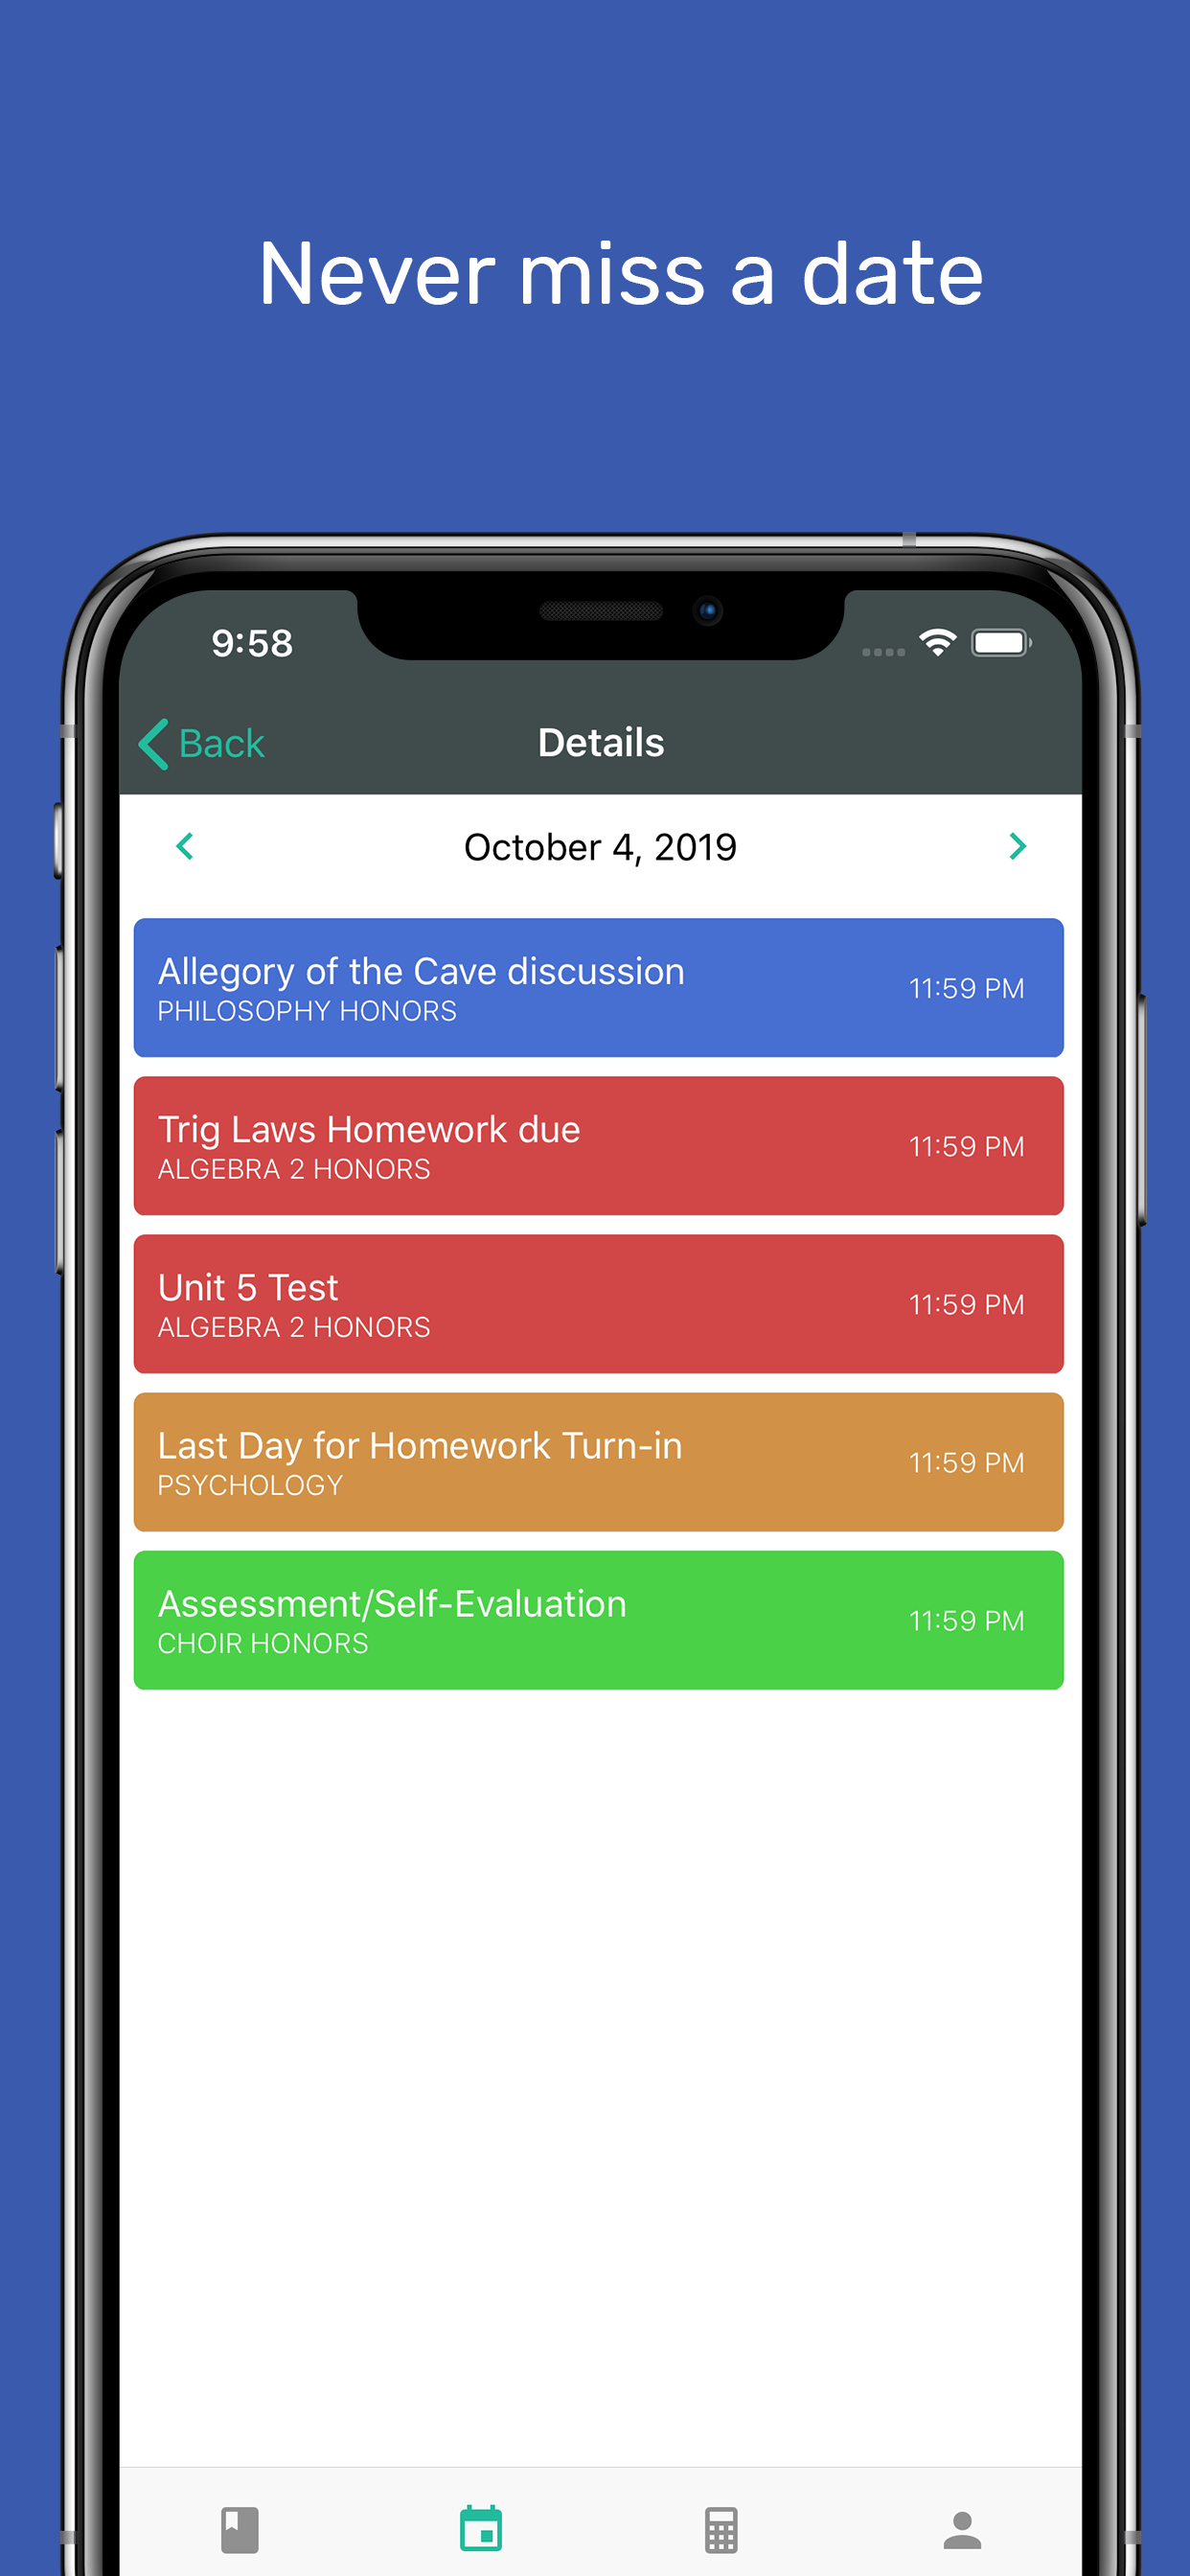 Never miss a date
9:58
Back
Details
October 4, 2019
Allegory of the Cave discussion
PHILOSOPHY HONORS
11:59 PM
Trig Laws Homework due
ALGEBRA 2 HONORS
11:59 PM
Unit 5 Test
ALGEBRA 2 HONORS
11:59 PM
Last Day for Homework Turn-in
PSYCHOLOGY
11:59 PM
Assessment/Self-Evaluation
CHOIR HONORS
11:59 PM